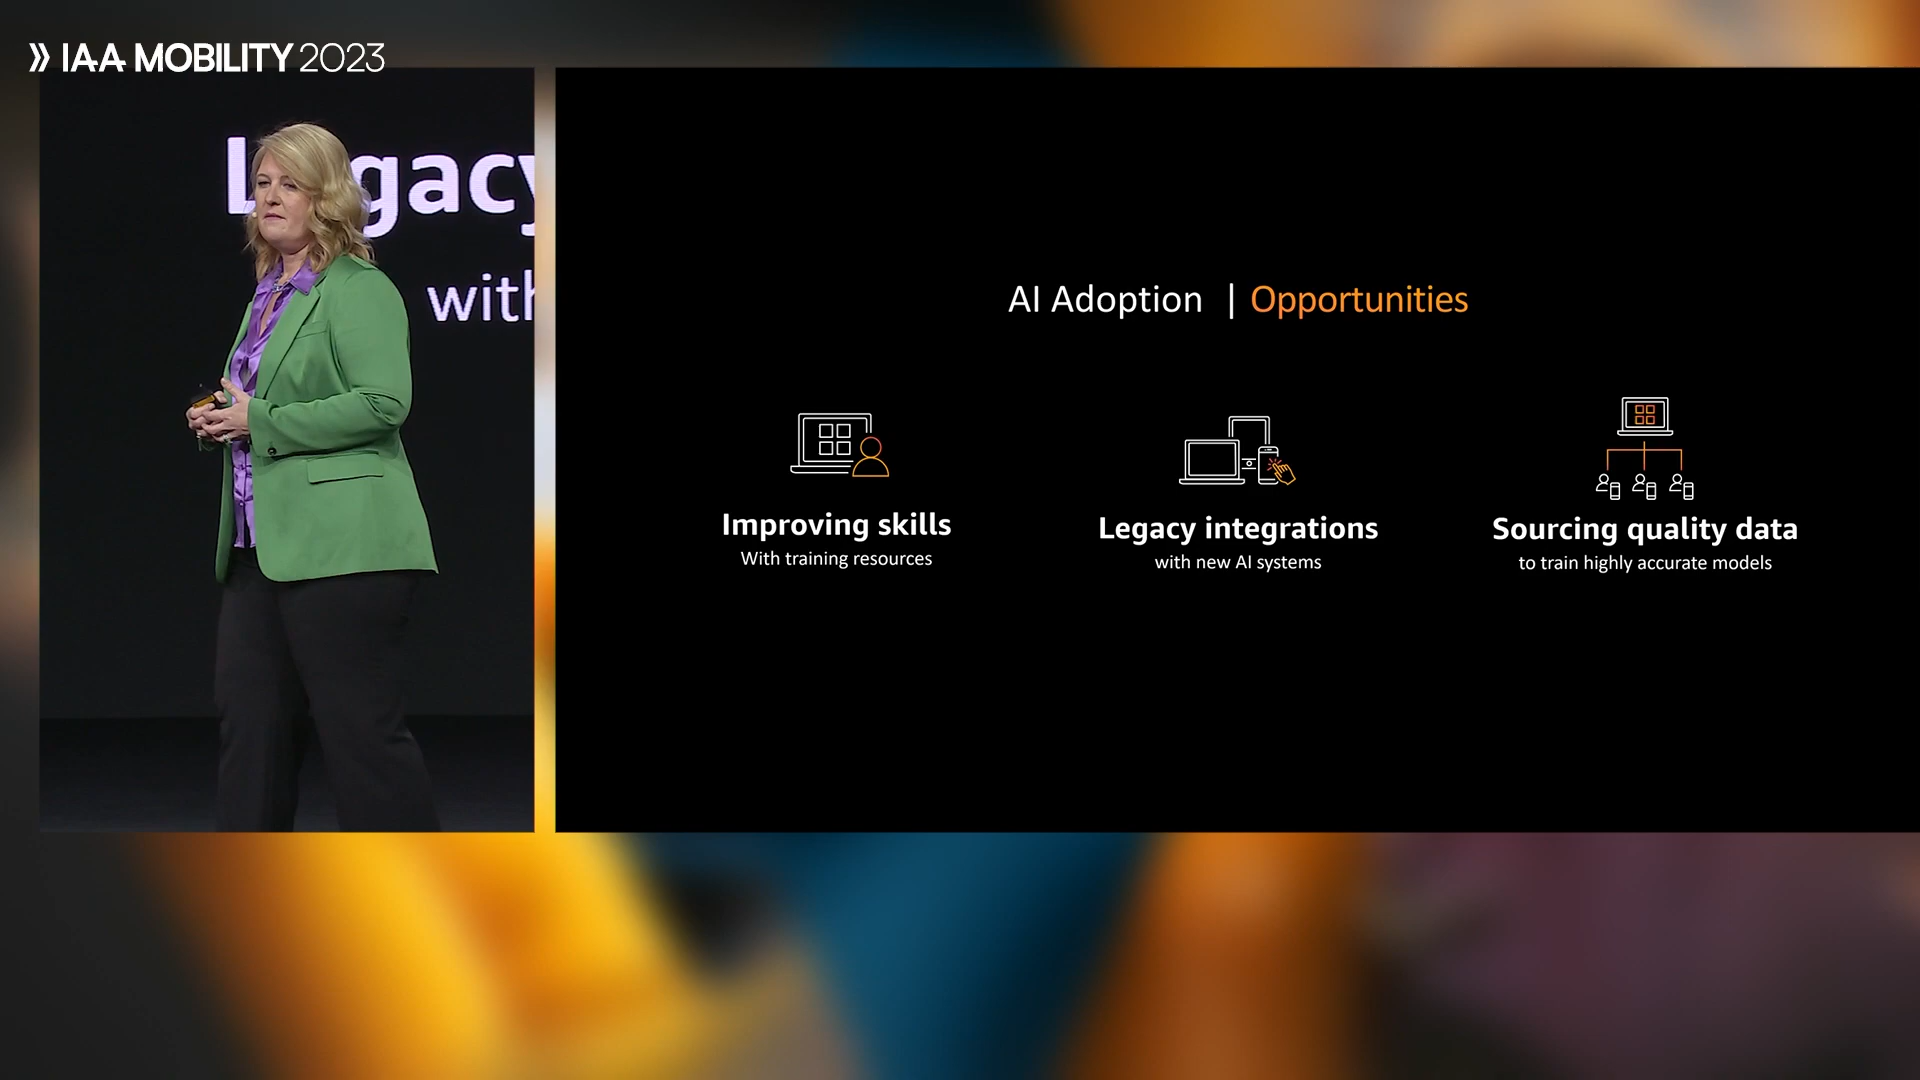 IAA MOBILITY 2023
Legacy
with
AI Adoption | Opportunities
Improving skills
With training resources
Legacy integrations
with new AI systems
Sourcing quality data
to train highly accurate models